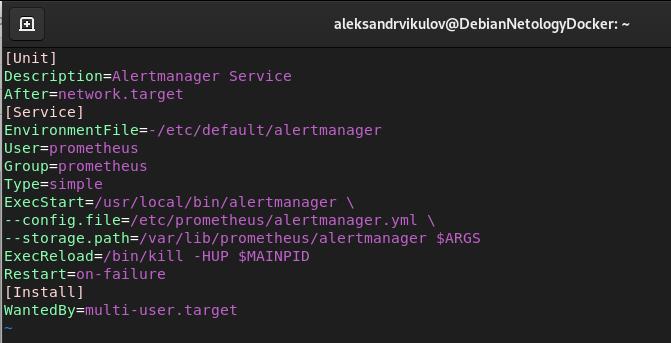 aleksandrvikulov@DebianNetologyDocker: ~
[Unit]
Description=Alertmanager Service
After=network.target
[Service]
EnvironmentFile=-/etc/default/alertmanager
User=prometheus
Group=prometheus
Type=simple
ExecStart=/usr/local/bin/alertmanager \
--config.file=/etc/prometheus/alertmanager.yml \
--storage.path=/var/lib/prometheus/alertmanager $ARGS
ExecReload=/bin/kill -HUP $MAINPID
Restart=on-failure
[Install]
WantedBy=multi-user.target
~